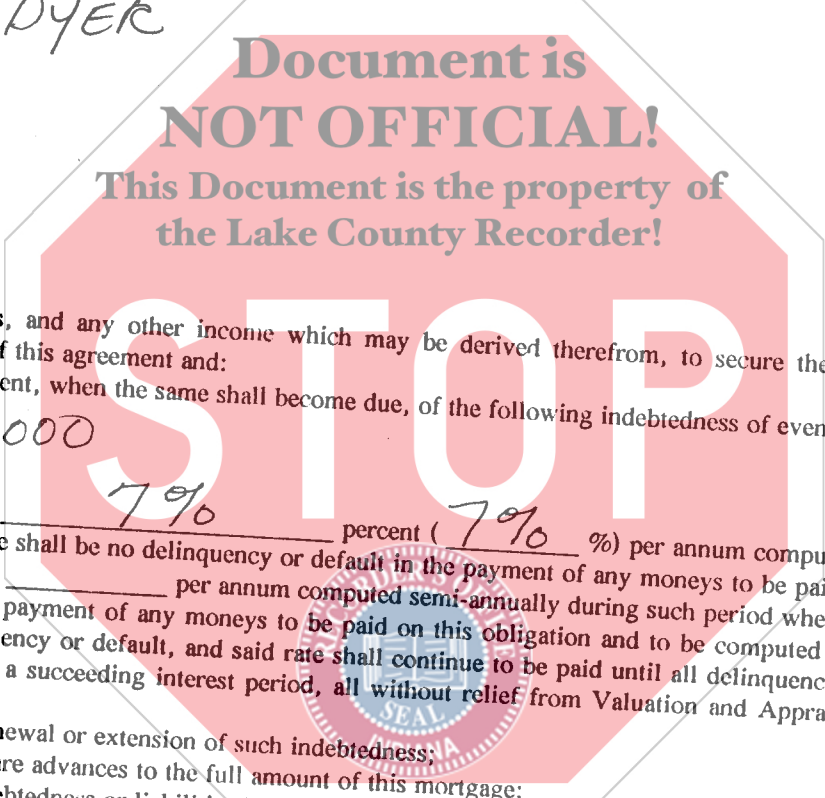 DYER
Document is
NOT OFFICIAL!
This Document is the property of
the Lake County Recorder!
STOP
, and any other income which may be derived therefrom, to secure the
f this agreement and:
ent, when the same shall become due, of the following indebtedness of even
000
7% percent ( 7% %) per annum compu
e shall be no delinquency or default in the payment of any moneys to be pai
per annum computed semi-annually during such period whe
payment of any moneys to be paid on this obligation and to be computed
ency or default, and said rate shall continue to be paid until all delinquenc
a succeeding interest period, all without relief from Valuation and Appra
RECORDER'S OFFICE
SEAL
INDIANA
ewal or extension of such indebtedness;
re advances to the full amount of this mortgage;